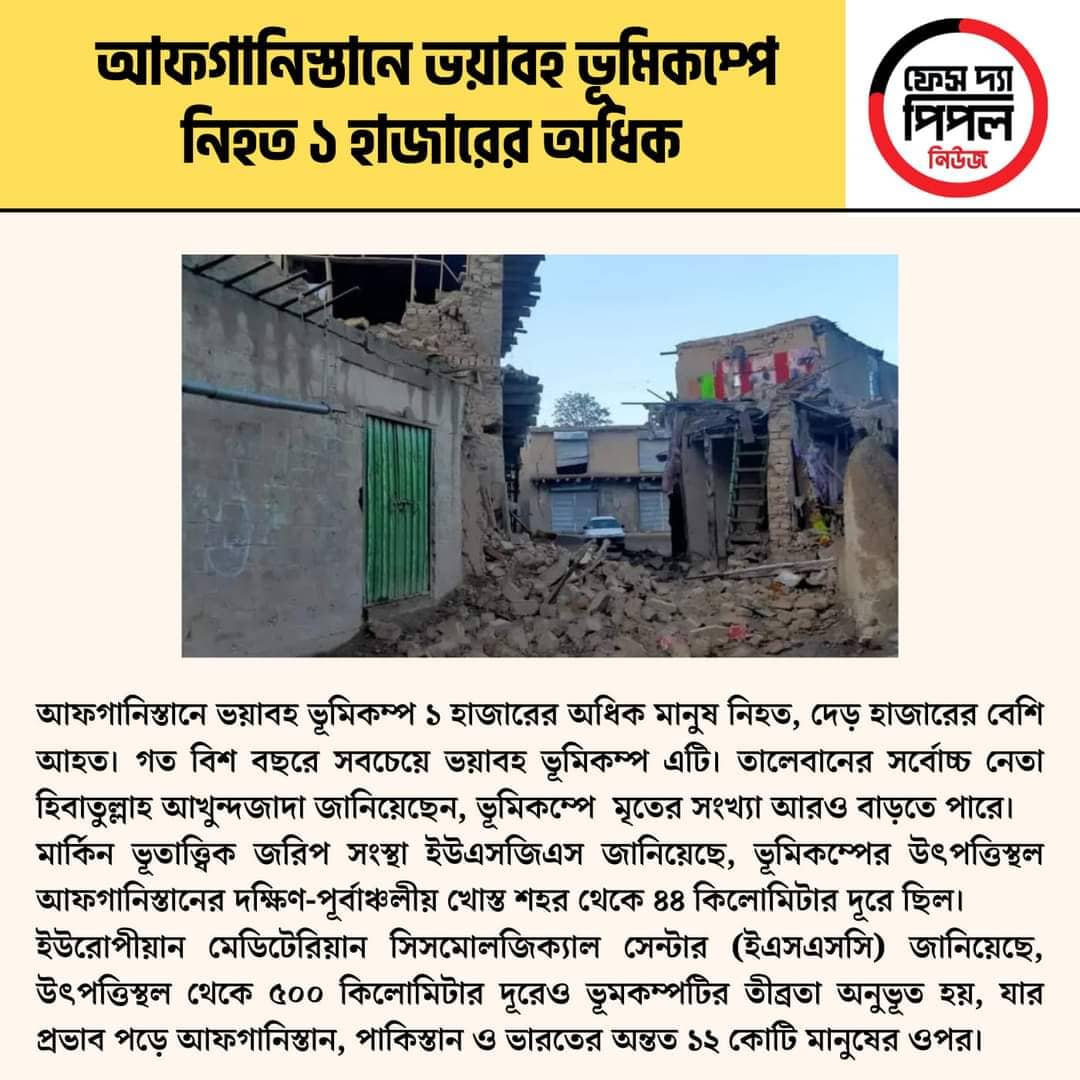 আফগানিস্তানে ভয়াবহ ভূমিকম্পে
নিহত ১ হাজারের অধিক
ফেস দ্যা
পিপল
নিউজ
আফগানিস্তানে ভয়াবহ ভূমিকম্প ১ হাজারের অধিক মানুষ নিহত, দেড় হাজারের বেশি
আহত। গত বিশ বছরে সবচেয়ে ভয়াবহ ভূমিকম্প এটি। তালেবানের সর্বোচ্চ নেতা
হিবাতুল্লাহ আখুন্দজাদা জানিয়েছেন, ভূমিকম্পে মৃতের সংখ্যা আরও বাড়তে পারে।
মার্কিন ভূতাত্ত্বিক জরিপ সংস্থা ইউএসজিএস জানিয়েছে, ভূমিকম্পের উৎপত্তিস্থল
আফগানিস্তানের দক্ষিণ-পূর্বাঞ্চলীয় খোস্ত শহর থেকে ৪৪ কিলোমিটার দূরে ছিল।
ইউরোপীয়ান মেডিটেরিয়ান সিসমোলজিক্যাল সেন্টার (ইএসএসসি) জানিয়েছে,
উৎপত্তিস্থল থেকে ৫০০ কিলোমিটার দূরেও ভূমকম্পটির তীব্রতা অনুভূত হয়, যার
প্রভাব পড়ে আফগানিস্তান, পাকিস্তান ও ভারতের অন্তত ১২ কোটি মানুষের ওপর।